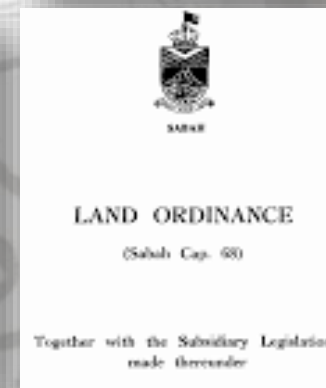 SABAH
LAND ORDINANCE
(Sabah Cap. 68)
Together with the Subsidiary Legislation
made thereunder